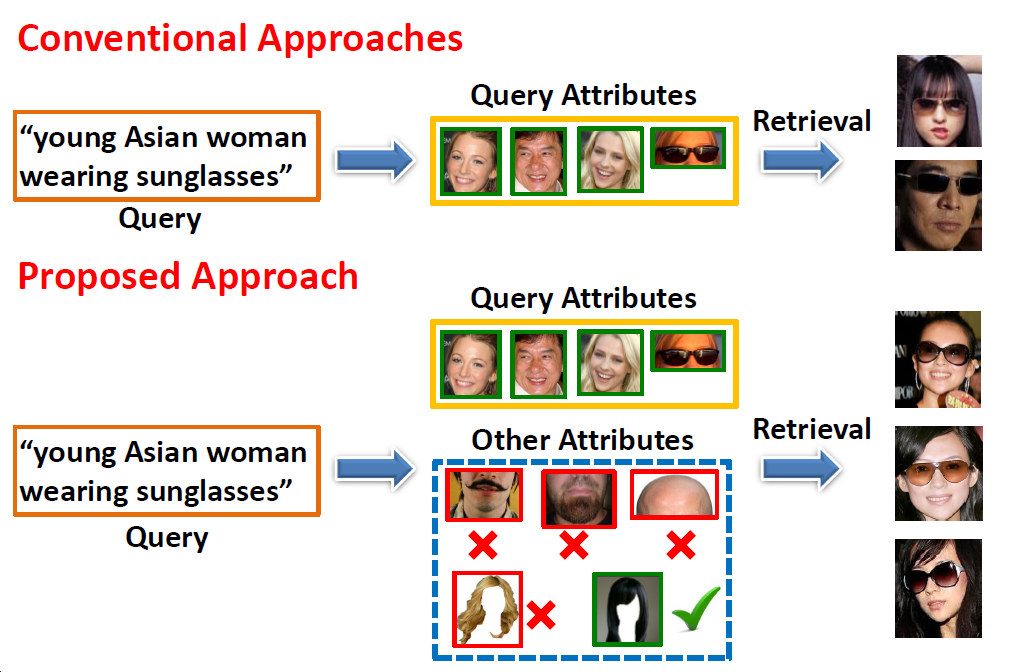 Conventional Approaches
Query Attributes
Retrieval
“young Asian woman
wearing sunglasses”
Query
Proposed Approach
Query Attributes
Other Attributes
Retrieval
“young Asian woman
wearing sunglasses”
Query